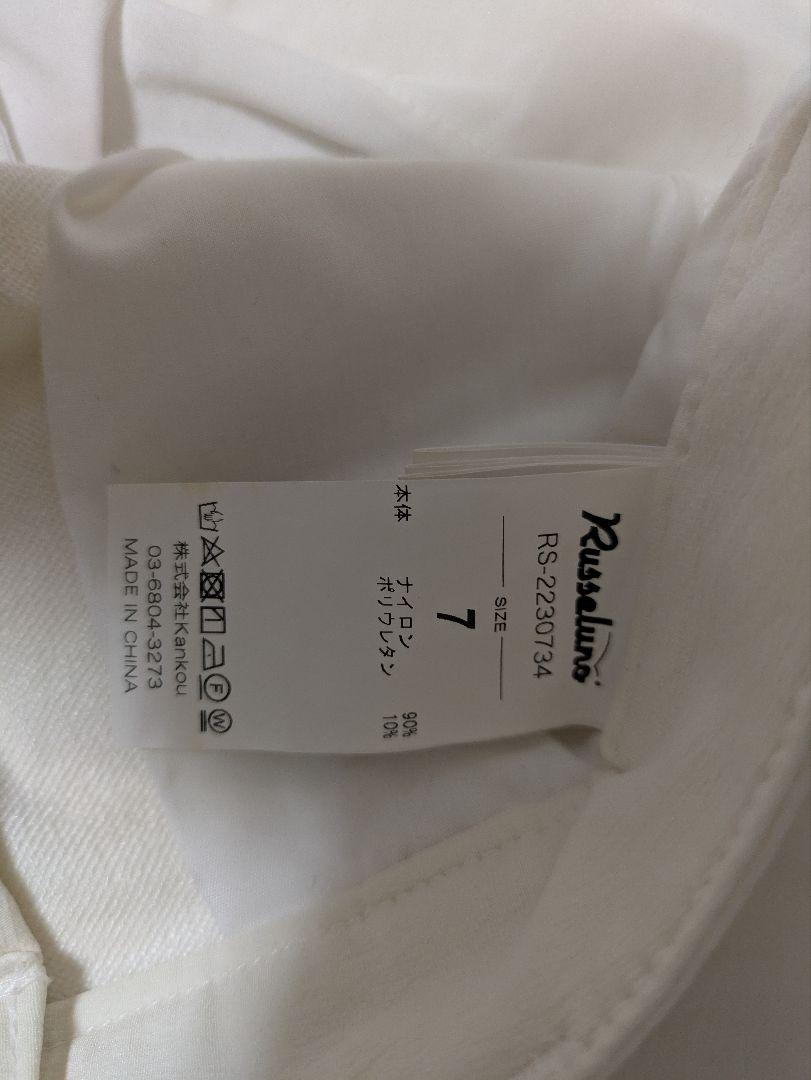 Russeluno
RS-2230734
SIZE
7
本体 ナイロン 90%
ポリウレタン 10%
F W
株式会社Kankou
03-6804-3273
MADE IN CHINA